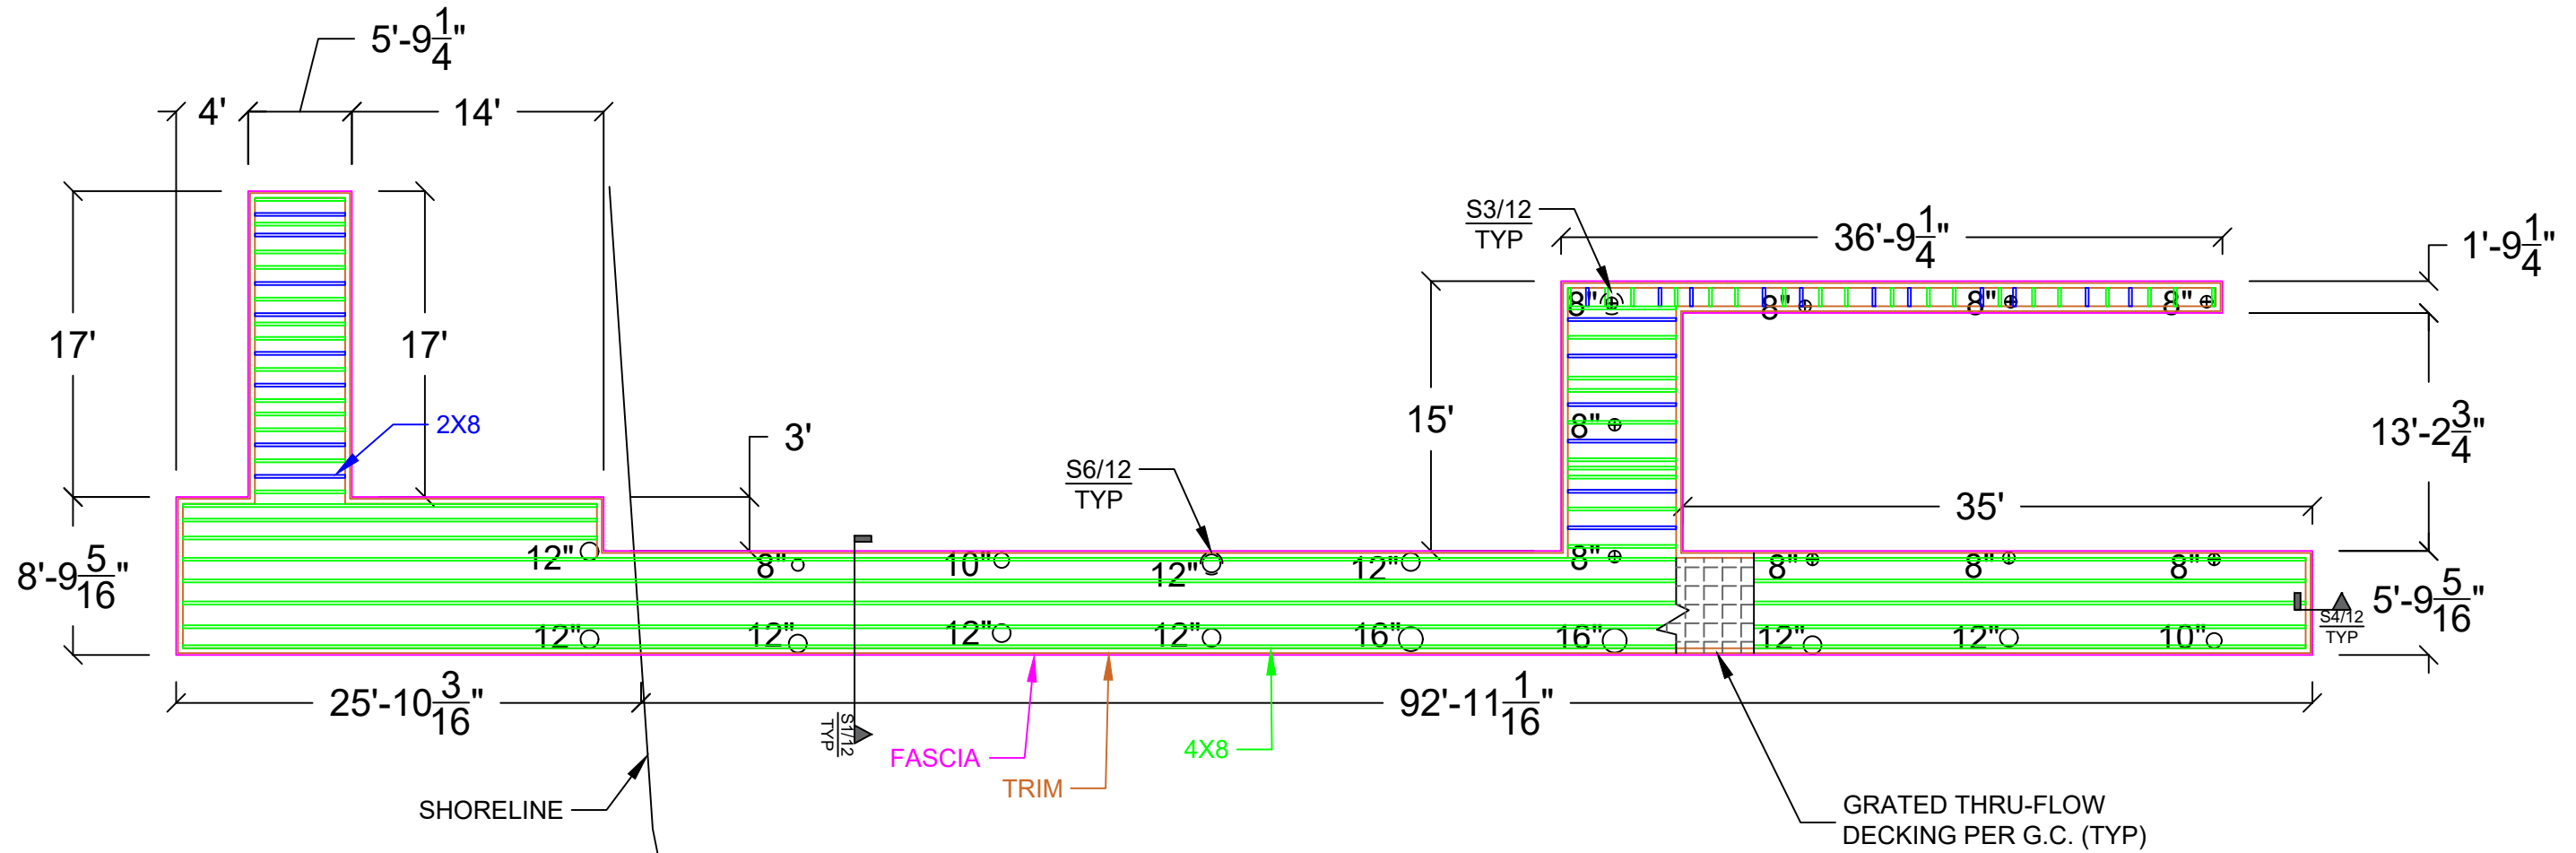 5'-9 1/4"
4'
14'
S3/12
TYP
36'-9 1/4"
1'-9 1/4"
8"
8"
8"
8"
17'
17'
15'
2X8
8"
13'-2 3/4"
3'
S6/12
TYP
35'
12"
8"
10"
12"
12"
8"
8"
8"
8"
8'-9 5/16"
5'-9 5/16"
S4/12
TYP
12"
12"
12"
12"
16"
16"
12"
12"
10"
25'-10 3/16"
92'-11 1/16"
S1/12
TYP
FASCIA
4X8
TRIM
SHORELINE
GRATED THRU-FLOW
DECKING PER G.C. (TYP)